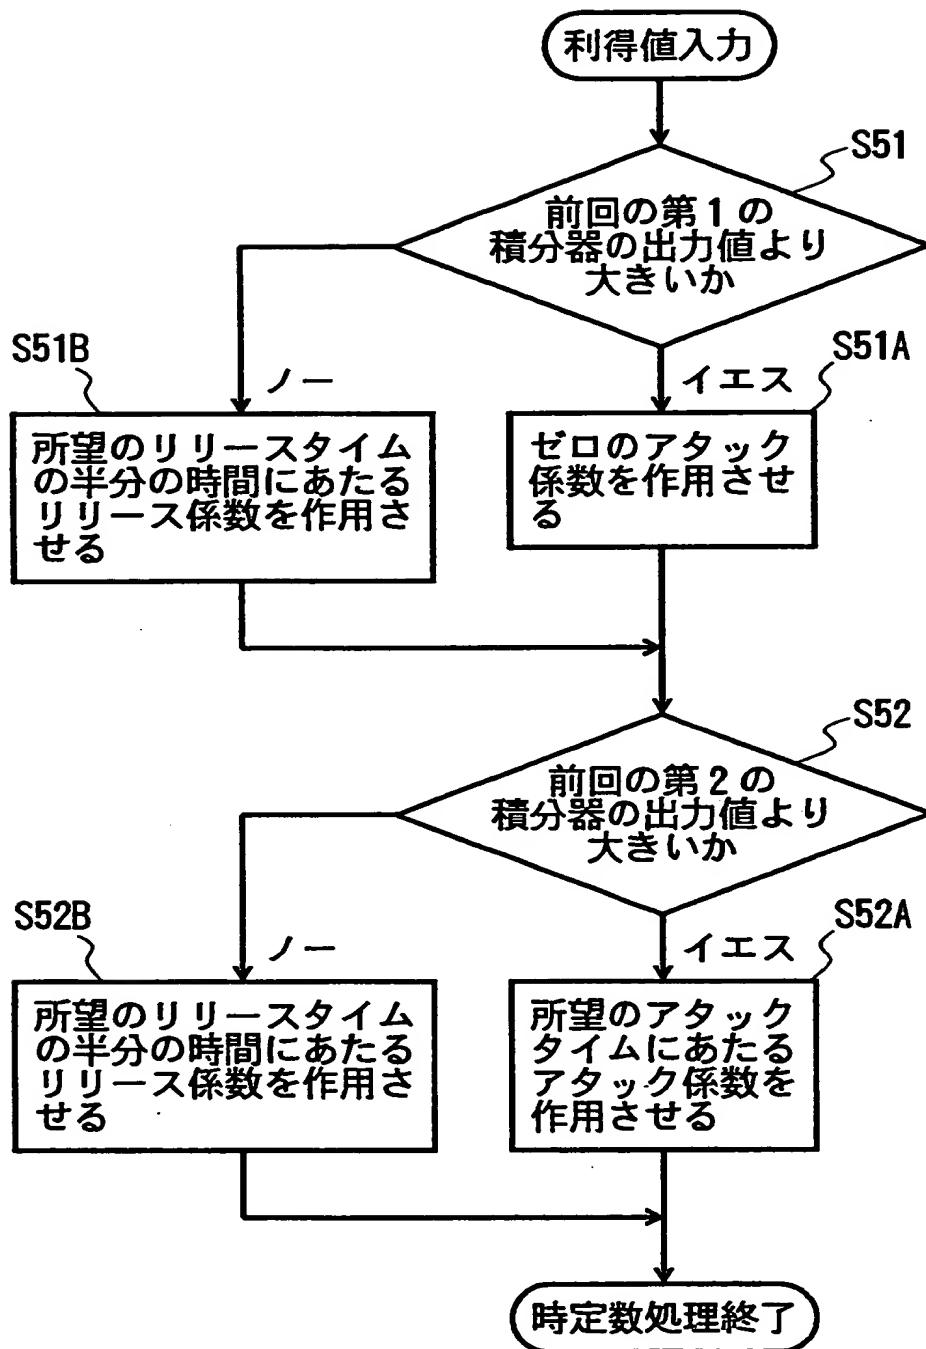 利得値入力
S51
前回の第1の
積分器の出力値より
大きいか
S51B
ノー
S51A
イエス
所望のリリースタイム
の半分の時間にあたる
リリース係数を作用さ
せる
ゼロのアタック
係数を作用させ
る
S52
前回の第2の
積分器の出力値より
大きいか
S52B
ノー
S52A
イエス
所望のリリースタイム
の半分の時間にあたる
リリース係数を作用さ
せる
所望のアタック
タイムにあたる
アタック係数を
作用させる
時定数処理終了